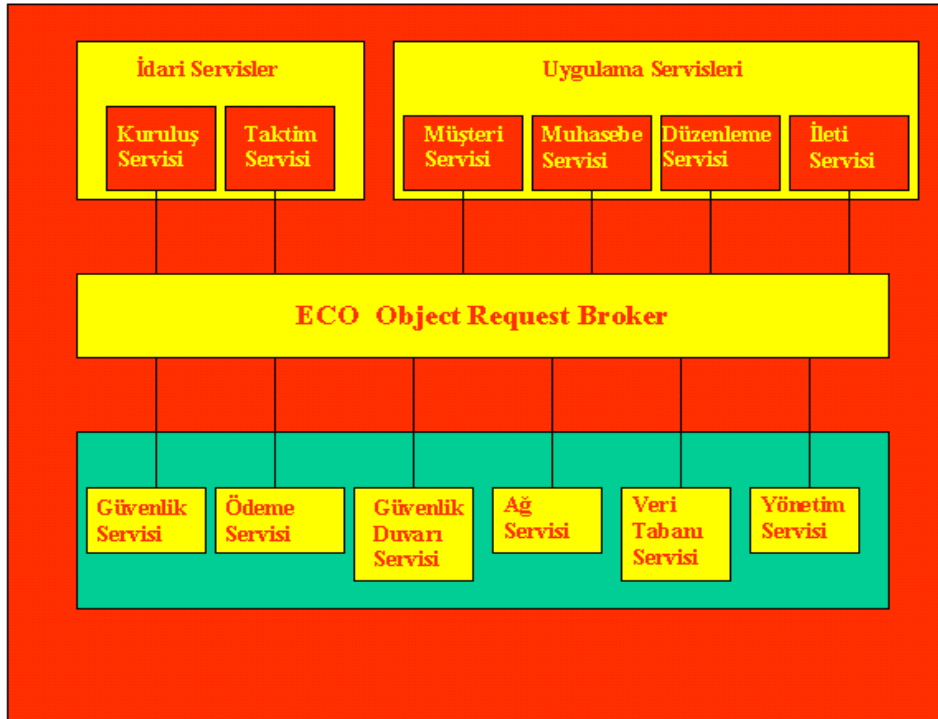 İdari Servisler
Kuruluş
Servisi
Taktim
Servisi
Uygulama Servisleri
Müşteri
Servisi
Muhasebe
Servisi
Düzenleme
Servisi
İleti
Servisi
ECO Object Request Broker
Güvenlik
Servisi
Ödeme
Servisi
Güvenlik
Duvarı
Servisi
Ağ
Servisi
Veri
Tabanı
Servisi
Yönetim
Servisi